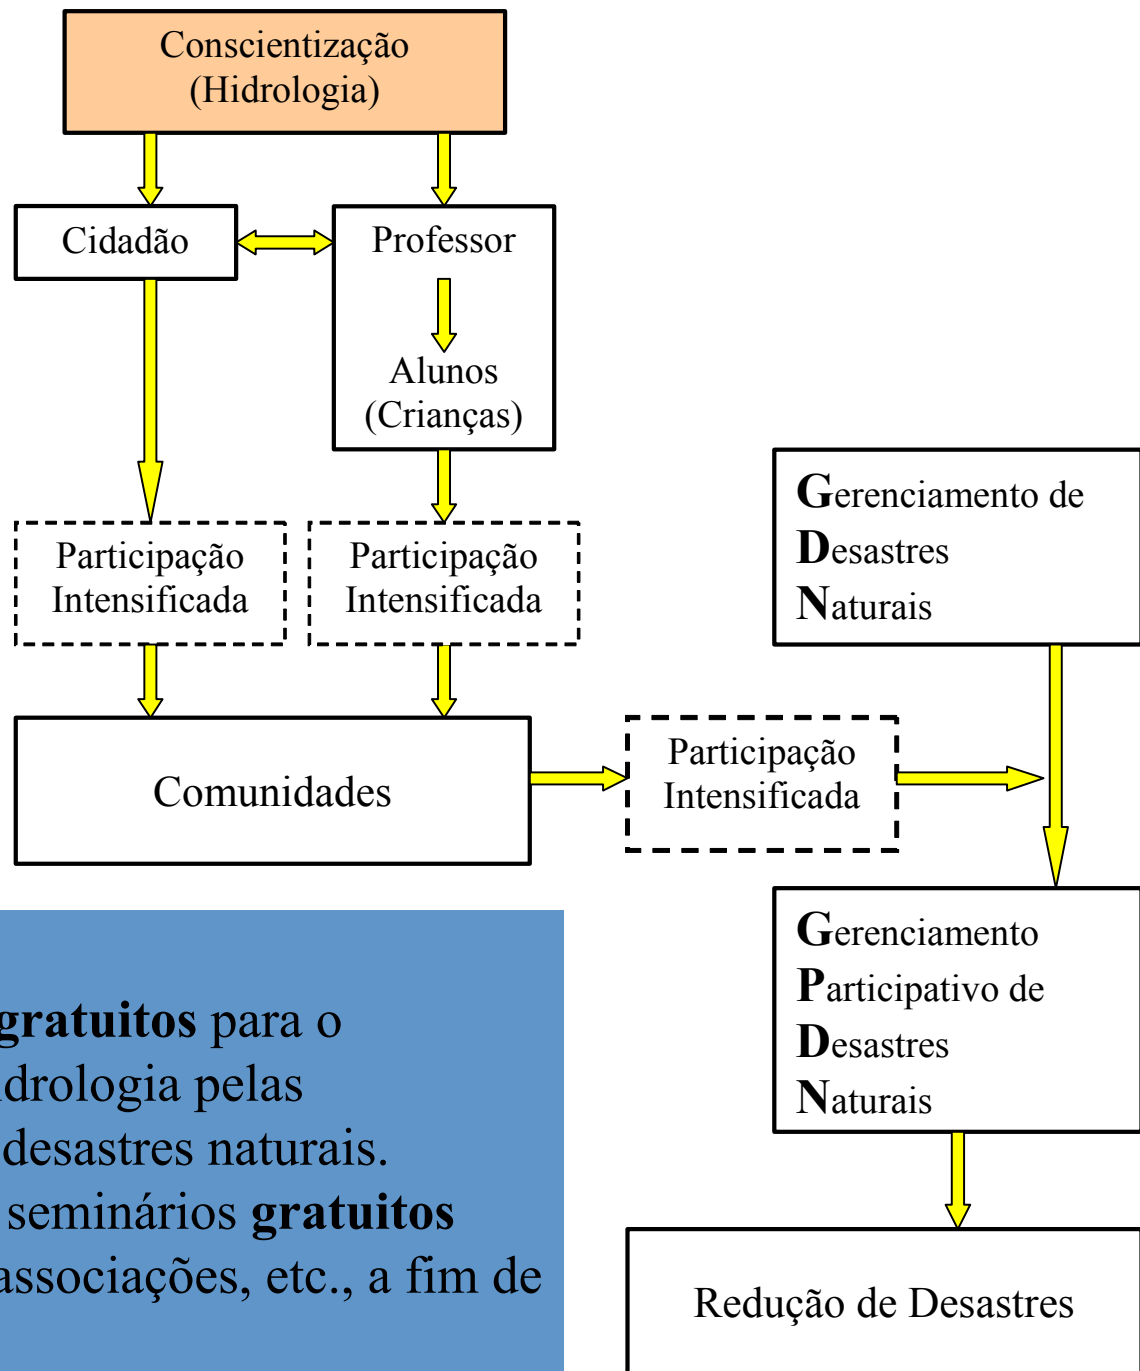 Conscientização
(Hidrologia)
Cidadão
Professor
Alunos
(Crianças)
Participação
Intensificada
Participação
Intensificada
Comunidades
Participação
Intensificada
Gerenciamento de
Desastres
Naturais
Gerenciamento
Participativo de
Desastres
Naturais
Redução de Desastres
gratuitos para o
idrologia pelas
desastres naturais.
seminários gratuitos
associações, etc., a fim de